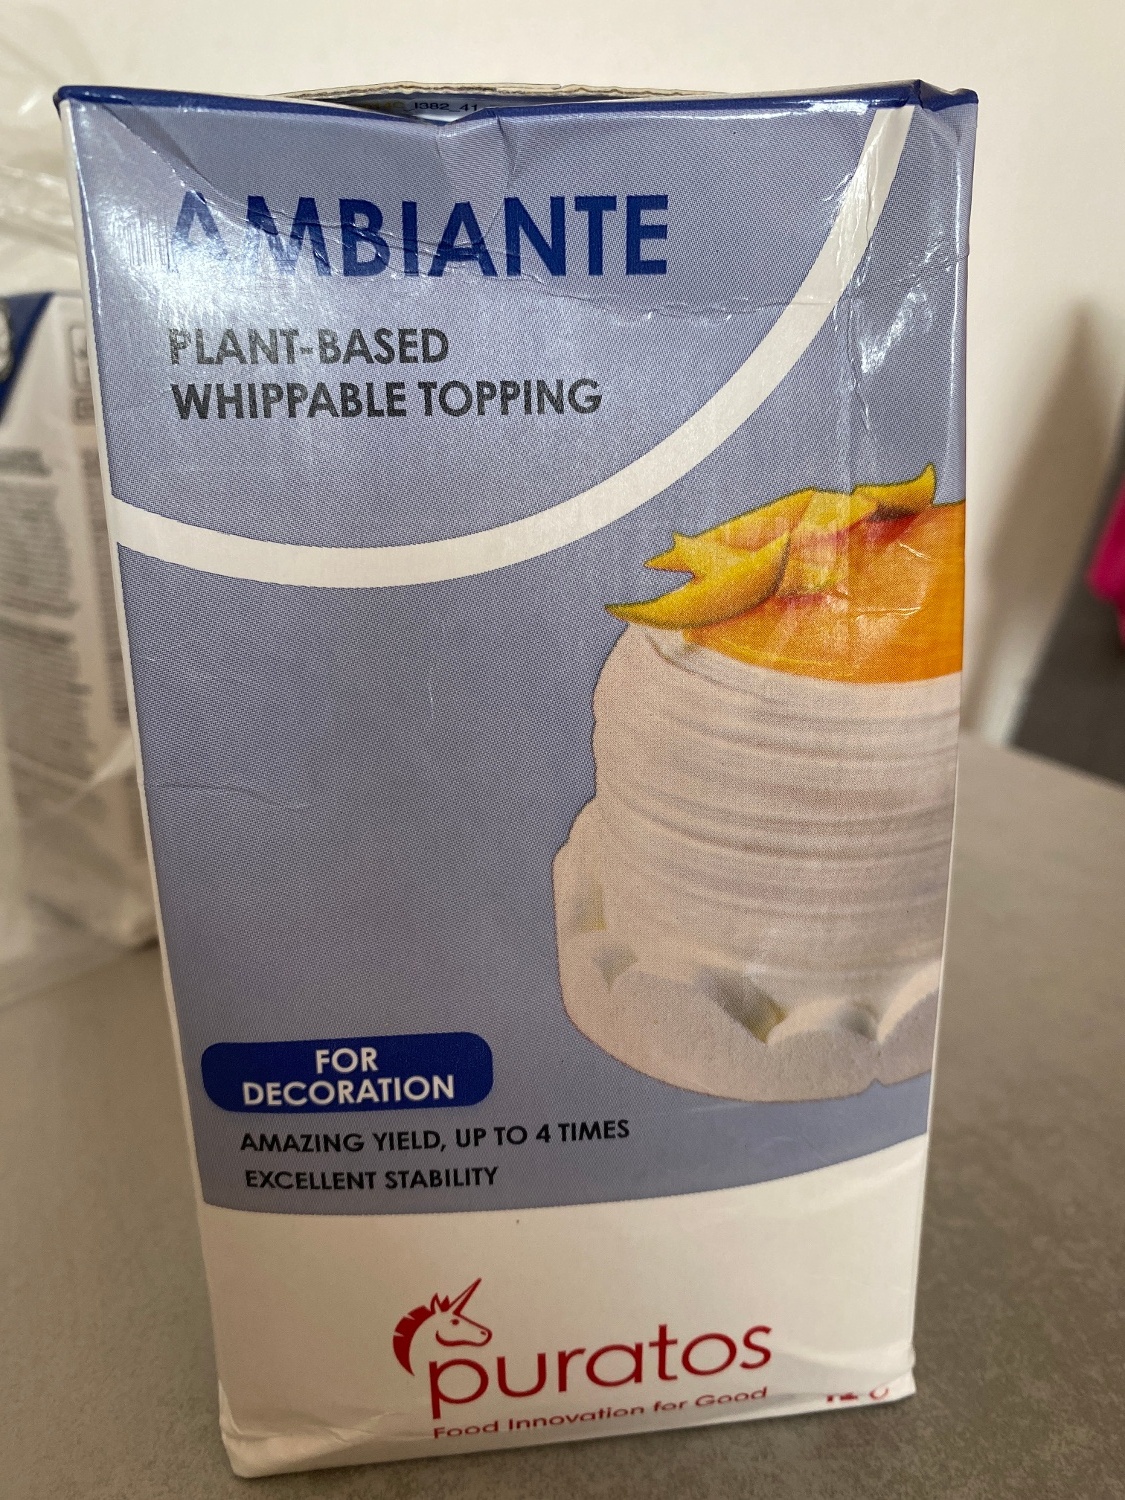 1382_41
AMBIANTE
PLANT-BASED
WHIPPABLE TOPPING
FOR
DECORATION
AMAZING YIELD, UP TO 4 TIMES
EXCELLENT STABILITY
puratos
Food Innovation for Good